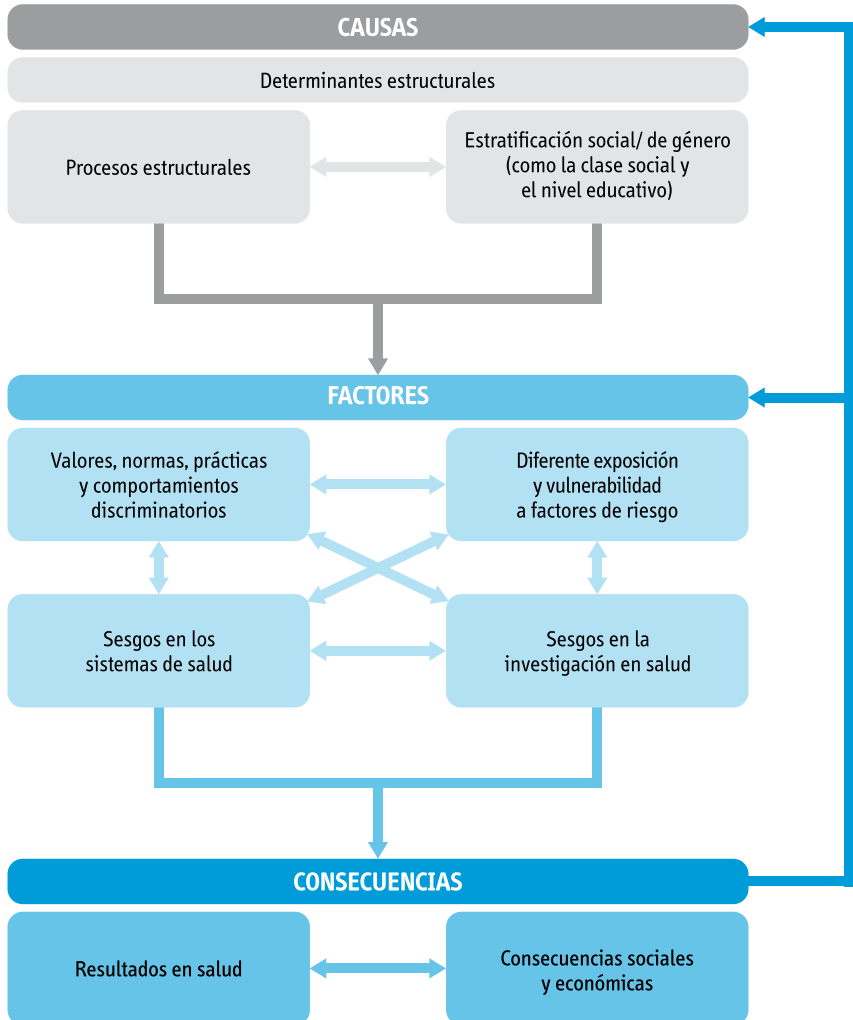 CAUSAS
Determinantes estructurales
Procesos estructurales
Estratificación social/ de género
(como la clase social y
el nivel educativo)
FACTORES
Valores, normas, prácticas
y comportamientos
discriminatorios
Diferente exposición
y vulnerabilidad
a factores de riesgo
Sesgos en los
sistemas de salud
Sesgos en la
investigación en salud
CONSECUENCIAS
Resultados en salud
Consecuencias sociales
y económicas